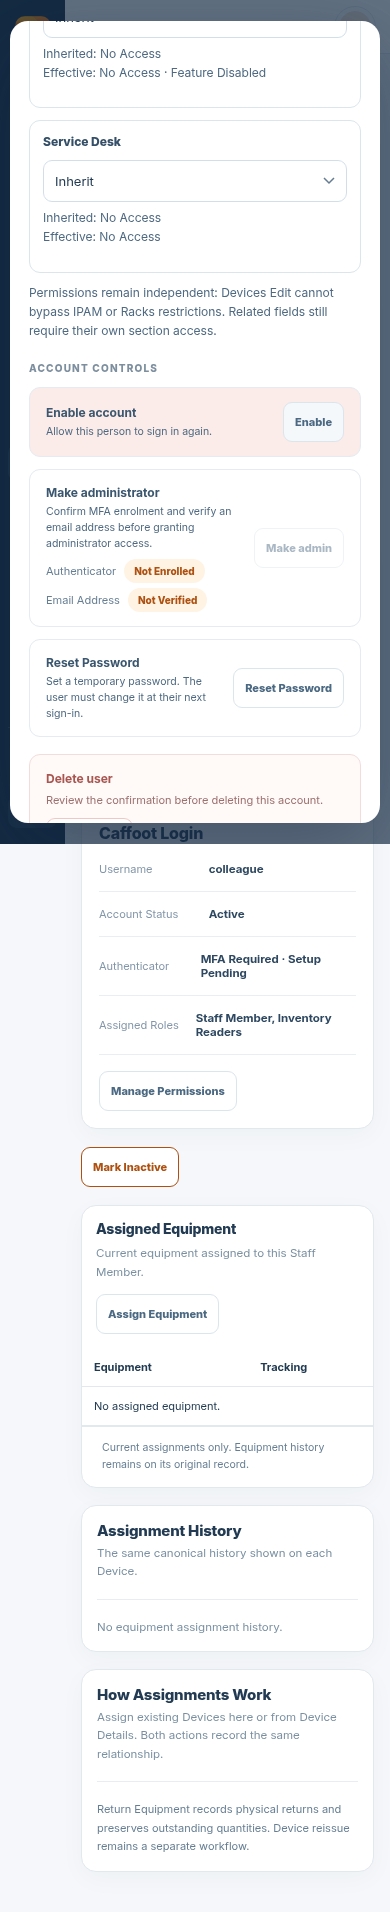 Inherited: No Access
Effective: No Access · Feature Disabled
Service Desk
Inherit
Inherited: No Access
Effective: No Access
Permissions remain independent: Devices Edit cannot
bypass IPAM or Racks restrictions. Related fields still
require their own section access.
ACCOUNT CONTROLS
Enable account
Allow this person to sign in again.
Enable
Make administrator
Confirm MFA enrolment and verify an
email address before granting
administrator access.
Make admin
Authenticator Not Enrolled
Email Address Not Verified
Reset Password
Set a temporary password. The
user must change it at their next
sign-in.
Reset Password
Delete user
Review the confirmation before deleting this account.
Caffoot Login
Username colleague
Account Status Active
Authenticator MFA Required · Setup
Pending
Assigned Roles Staff Member, Inventory
Readers
Manage Permissions
Mark Inactive
Assigned Equipment
Current equipment assigned to this Staff
Member.
Assign Equipment
Equipment Tracking
No assigned equipment.
Current assignments only. Equipment history
remains on its original record.
Assignment History
The same canonical history shown on each
Device.
No equipment assignment history.
How Assignments Work
Assign existing Devices here or from Device
Details. Both actions record the same
relationship.
Return Equipment records physical returns and
preserves outstanding quantities. Device reissue
remains a separate workflow.